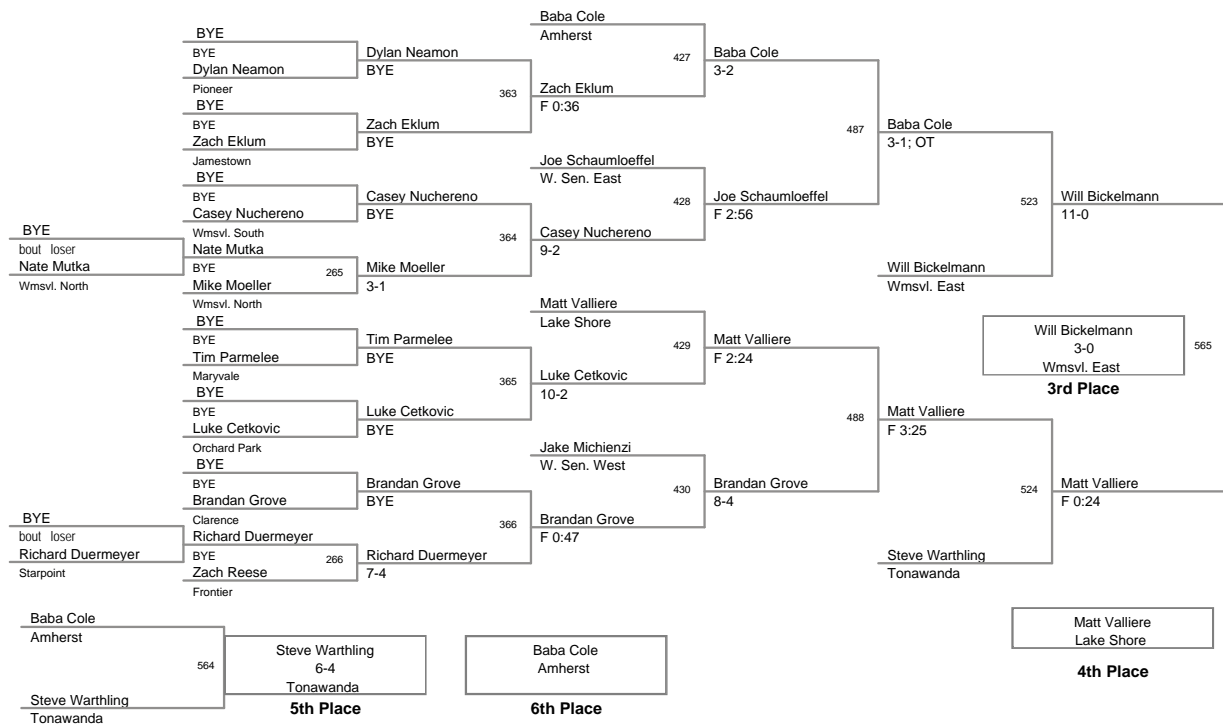 BYE
bout loser
Nate Mutka
Wmsvl. North
BYE
bout loser
Richard Duermeyer
Starpoint
BYE
BYE
Dylan Neamon
Pioneer
BYE
BYE
Zach Eklum
Jamestown
BYE
BYE
Casey Nuchereno
Wmsvl. South
Nate Mutka
BYE
265
Mike Moeller
Wmsvl. North
BYE
BYE
Tim Parmelee
Maryvale
BYE
BYE
Luke Cetkovic
Orchard Park
BYE
BYE
Brandan Grove
Clarence
Richard Duermeyer
BYE
266
Zach Reese
Frontier
Dylan Neamon
BYE
363
Zach Eklum
BYE
Casey Nuchereno
BYE
364
Mike Moeller
3-1
Tim Parmelee
BYE
365
Luke Cetkovic
BYE
Brandan Grove
BYE
366
Richard Duermeyer
7-4
Baba Cole
Amherst
427
Zach Eklum
F 0:36
Joe Schaumloeffel
W. Sen. East
428
Casey Nuchereno
9-2
Matt Valliere
Lake Shore
429
Luke Cetkovic
10-2
Jake Michienzi
W. Sen. West
430
Brandan Grove
F 0:47
Baba Cole
3-2
487
Joe Schaumloeffel
F 2:56
Matt Valliere
F 2:24
488
Brandan Grove
8-4
Baba Cole
3-1; OT
523
Will Bickelmann
Wmsvl. East
Matt Valliere
F 3:25
524
Steve Warthling
Tonawanda
Will Bickelmann
11-0
Will Bickelmann
3-0
Wmsvl. East
565
3rd Place
Matt Valliere
F 0:24
Matt Valliere
Lake Shore
4th Place
Baba Cole
Amherst
564
Steve Warthling
Tonawanda
Steve Warthling
6-4
Tonawanda
5th Place
Baba Cole
Amherst
6th Place